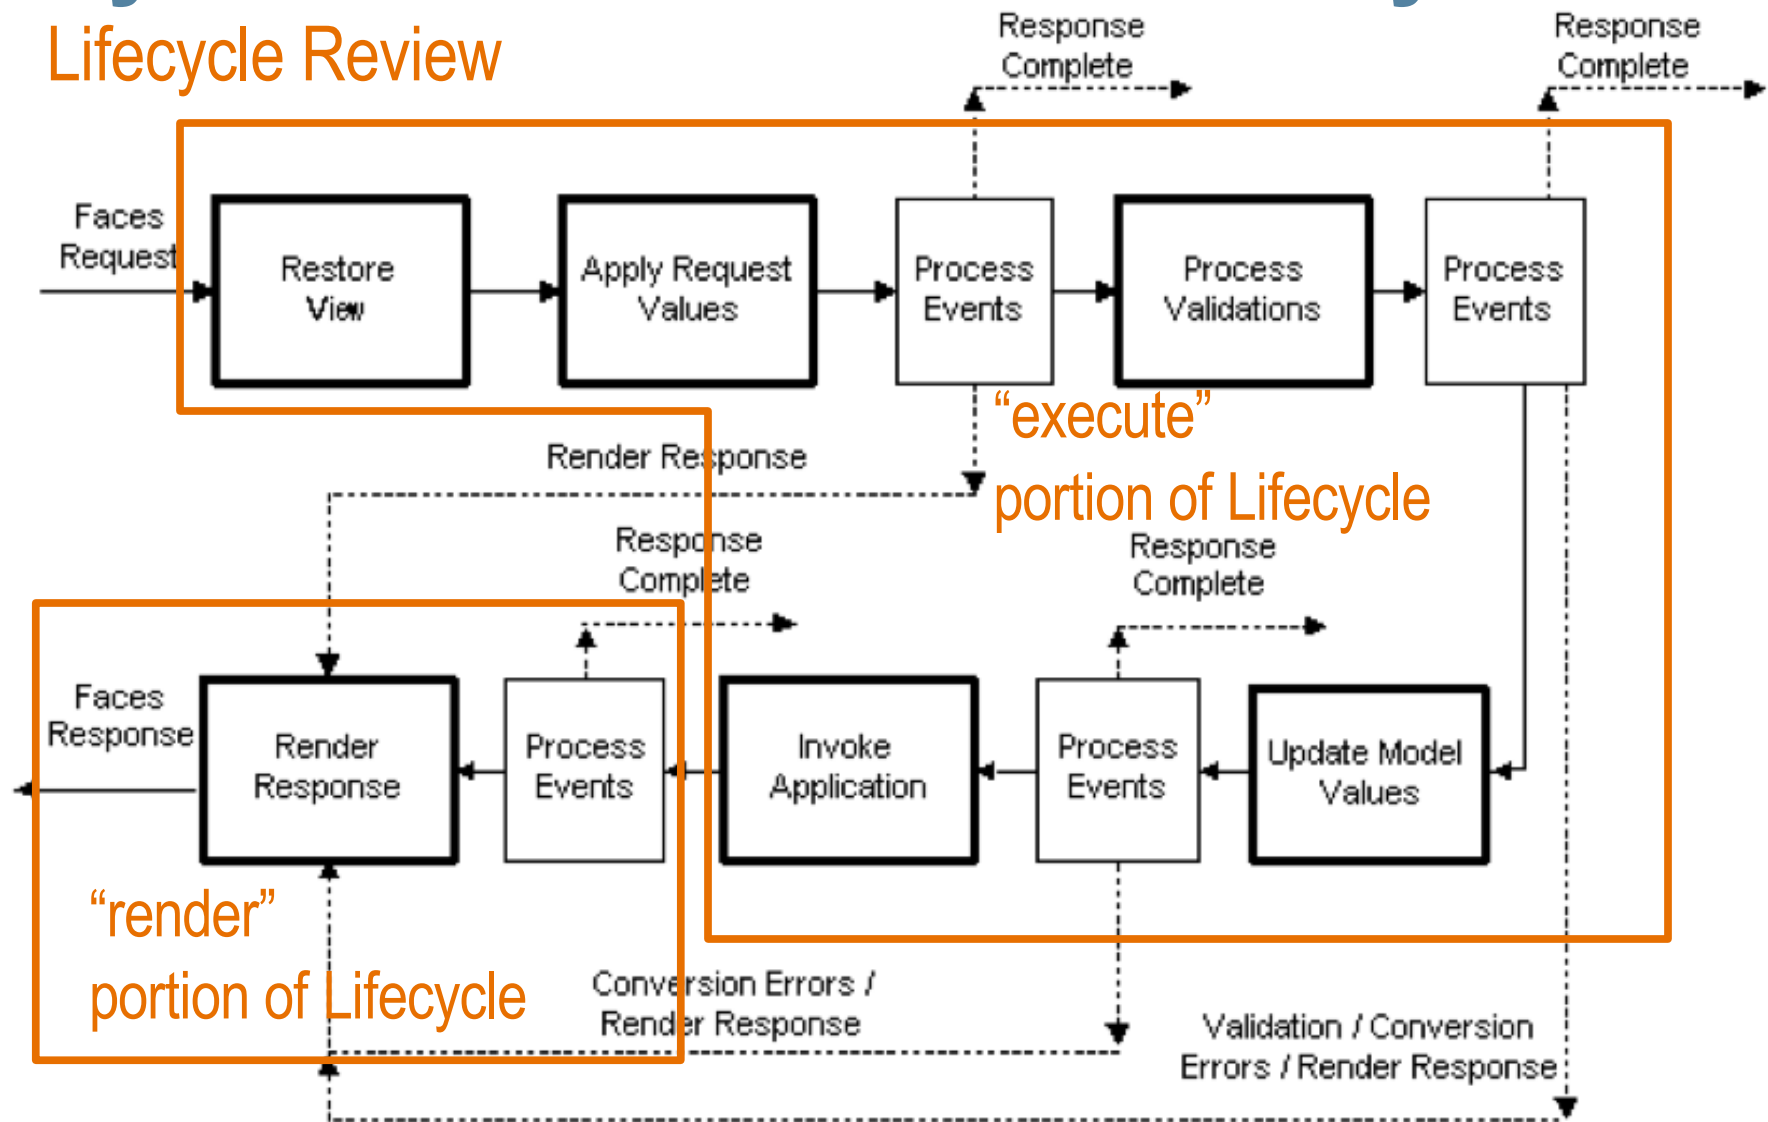 Lifecycle Review
Response
Complete
Response
Complete
Faces
Request
Restore
View
Apply Request
Values
Process
Events
Process
Validations
Process
Events
“execute”
portion of Lifecycle
Render Response
Response
Complete
Response
Complete
Faces
Response
Render
Response
Process
Events
Invoke
Application
Process
Events
Update Model
Values
“render”
portion of Lifecycle
Conversion Errors /
Render Response
Validation / Conversion
Errors / Render Response